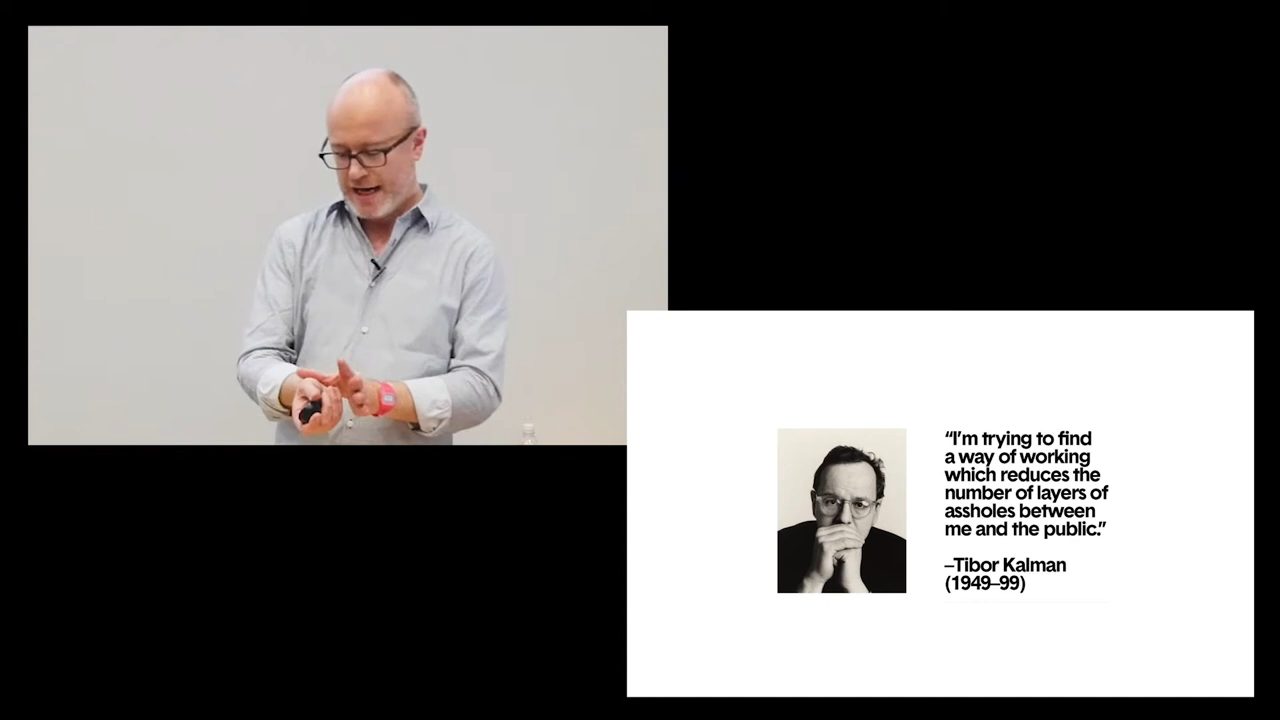 “I’m trying to find
a way of working
which reduces the
number of layers of
assholes between
me and the public.”
–Tibor Kalman
(1949–99)